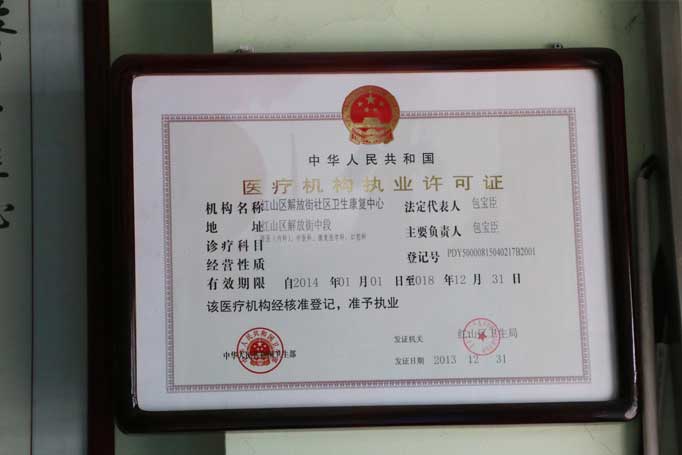 中华人民共和国
医疗机构执业许可证
机构名称 红山区解放街社区卫生康复中心 法定代表人 包宝臣
地 址 红山区解放街中段 主要负责人 包宝臣
诊疗科目 登记号 PDY50000815040217B2001
经营性质
有效期限 自2014 年01 月 01 日至018 年12 月 31 日
该医疗机构经核准登记，准予执业
发证机关 红山区卫生局
中华人民共和国卫生部 发证日期 2013 12 31